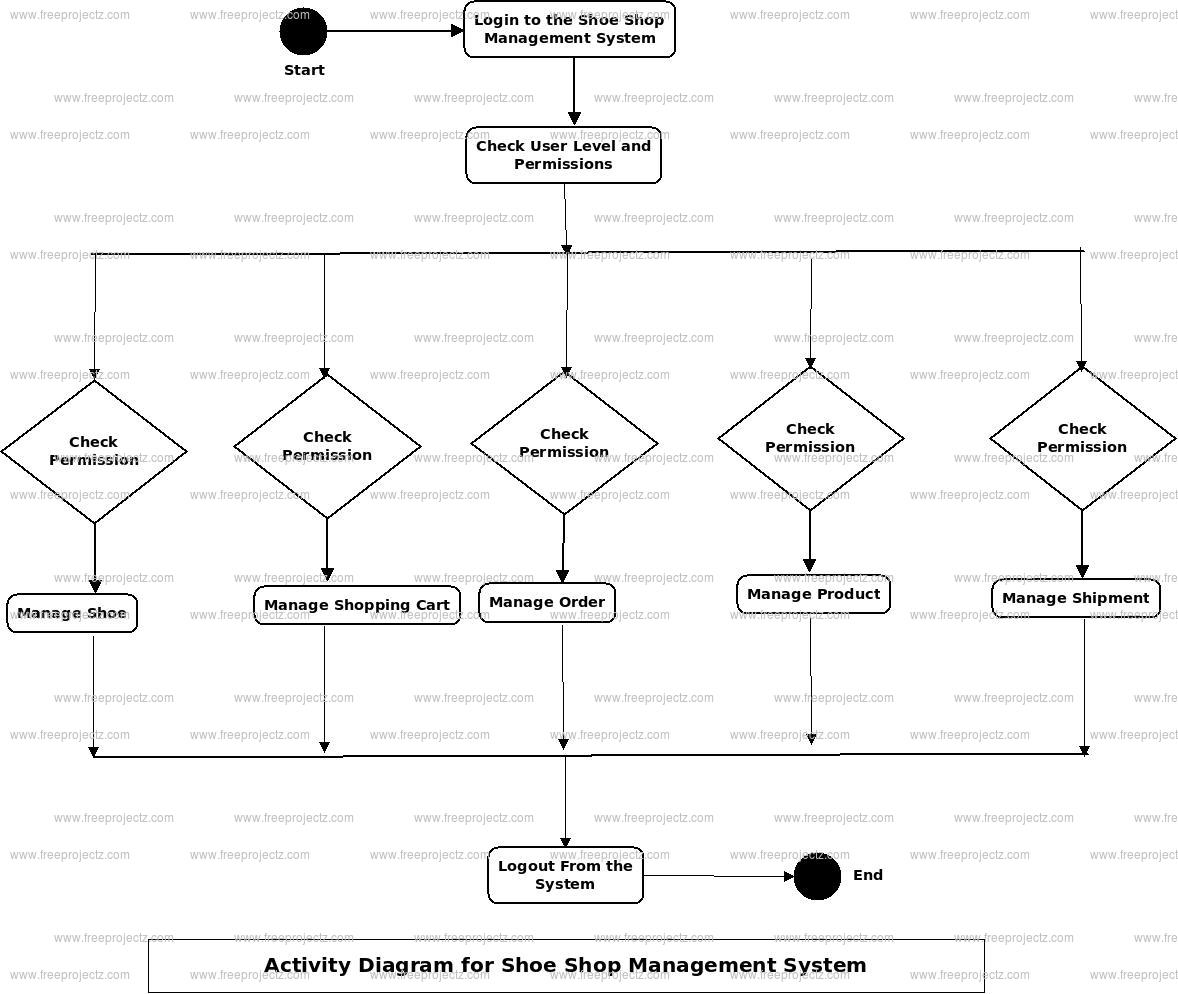 Login to the Shoe Shop
Management System
Start
Check User Level and
Permissions
Check
Permission
Check
Permission
Check
Permission
Check
Permission
Check
Permission
Manage Shoe
Manage Shopping Cart
Manage Order
Manage Product
Manage Shipment
Logout From the
System
End
Activity Diagram for Shoe Shop Management System
www.freeprojectz.com